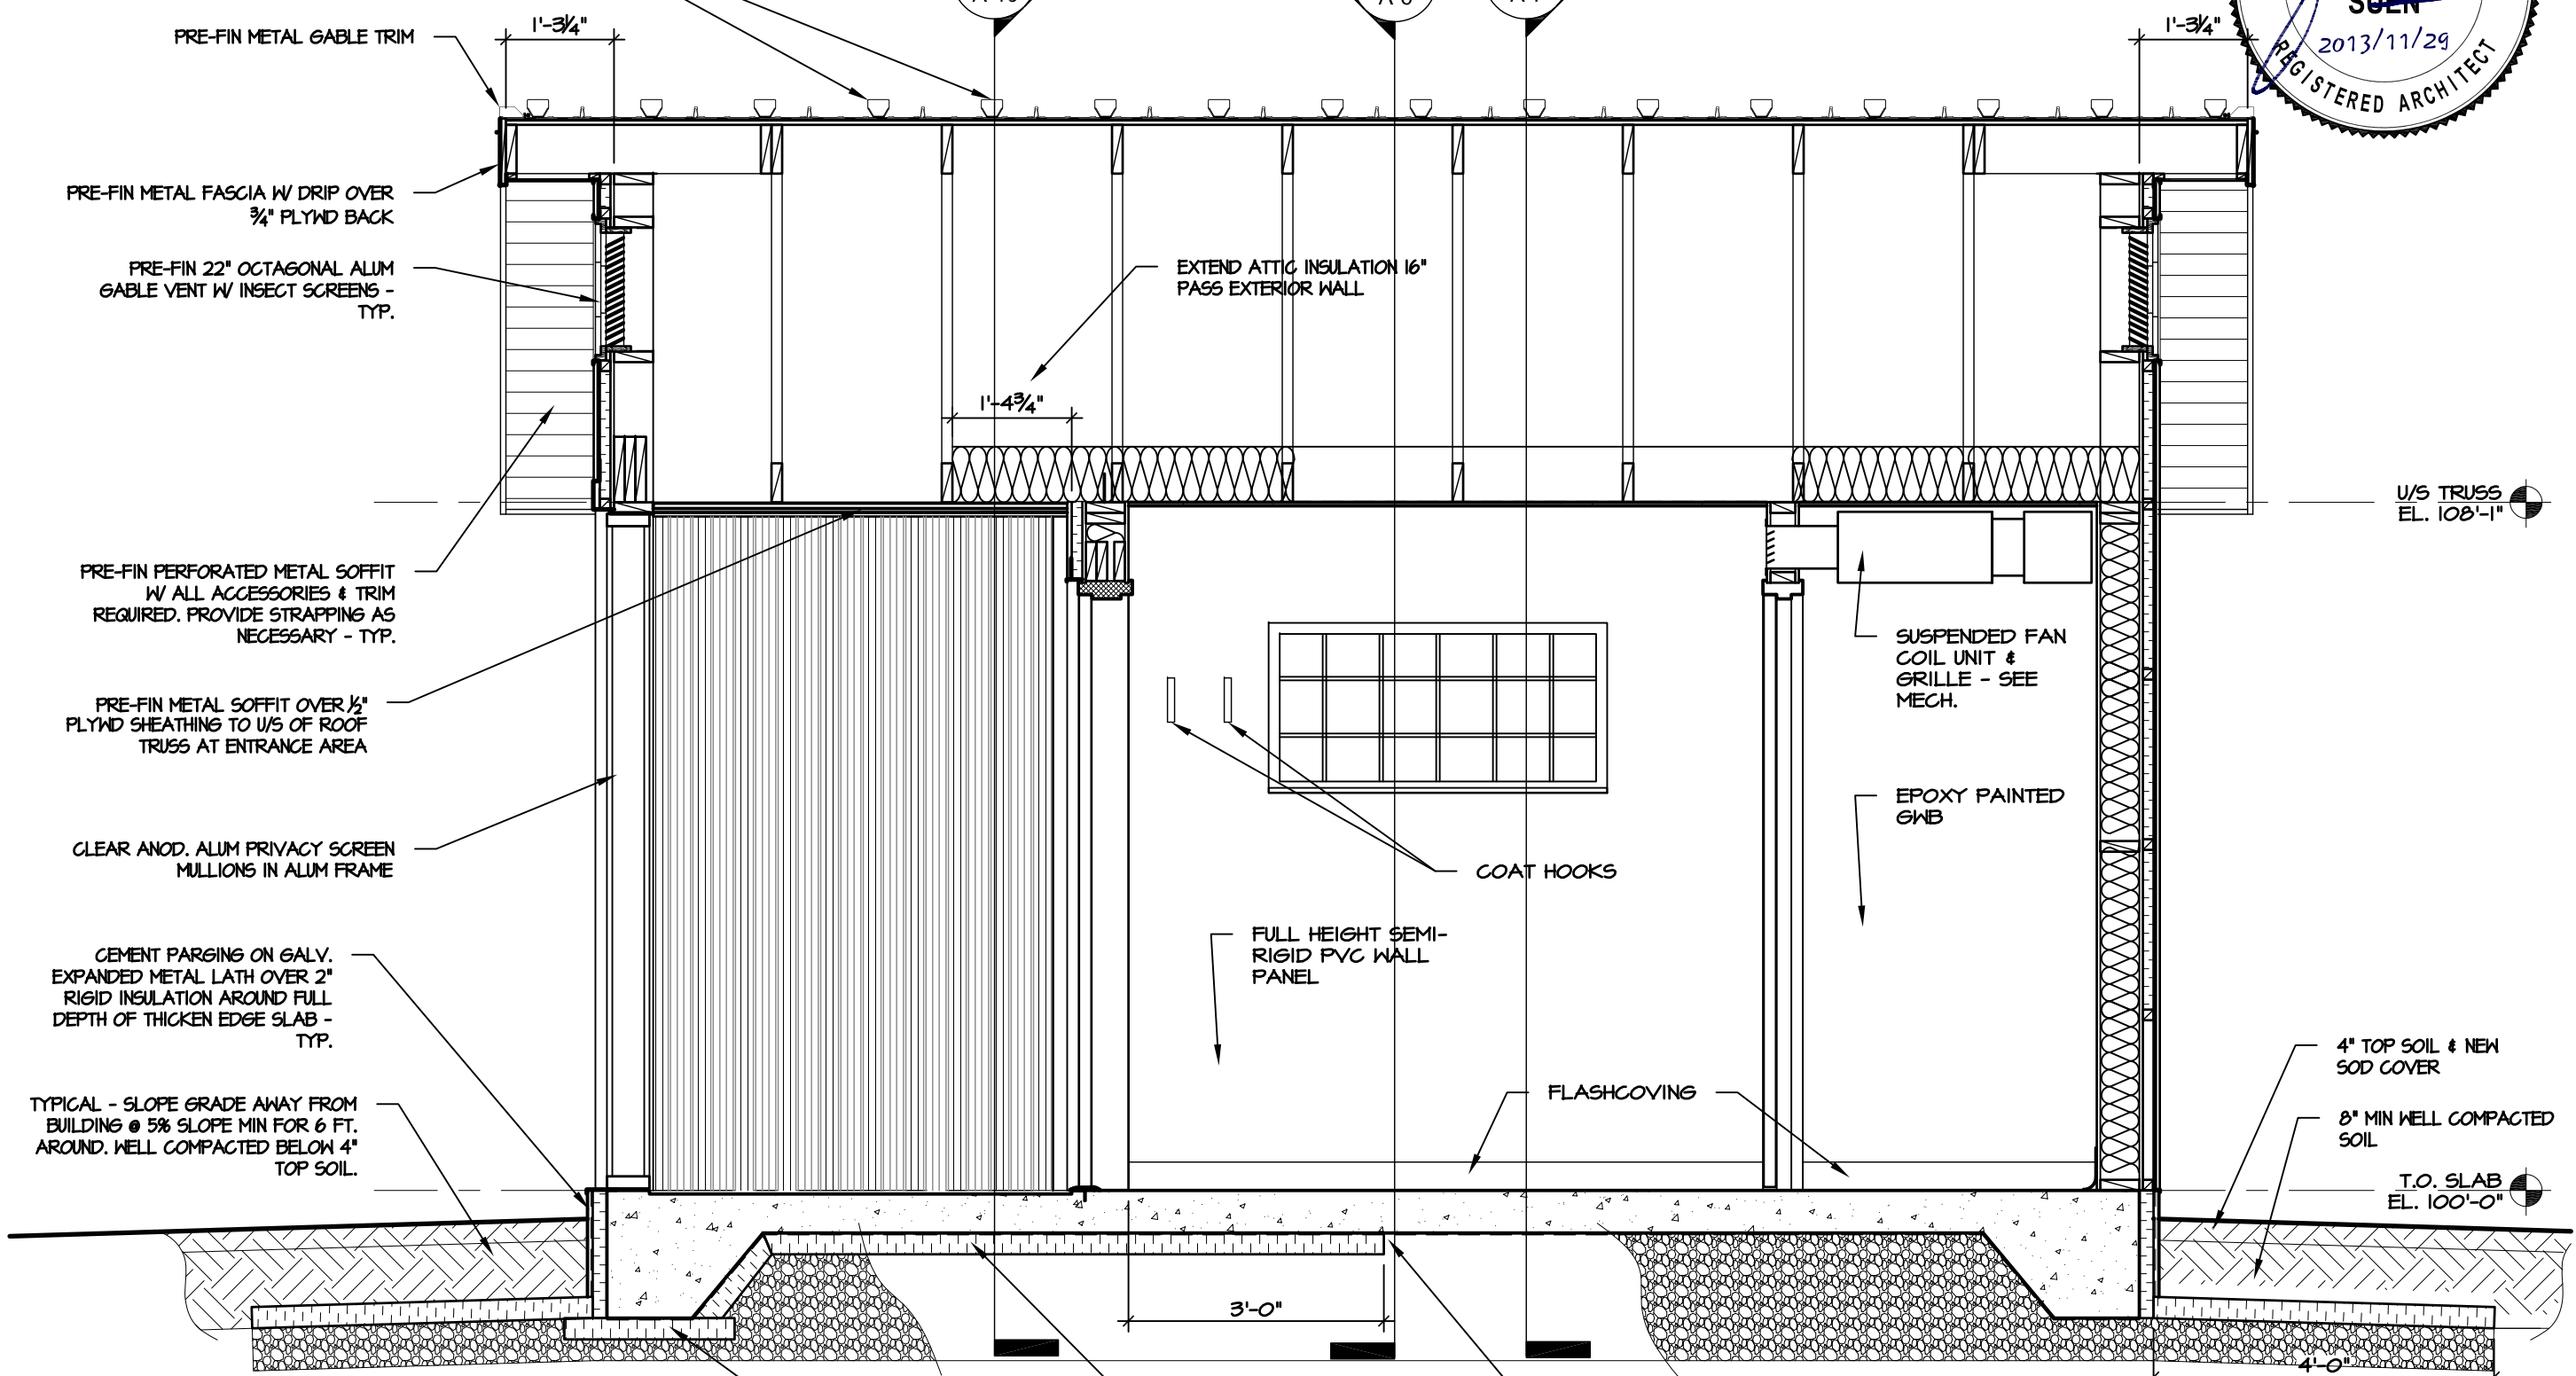 1'-3¾"
1'-3¾"
2013/11/29
REGISTERED ARCHITECT
PRE-FIN METAL GABLE TRIM
PRE-FIN METAL FASCIA W/ DRIP OVER
¾" PLYWD BACK
PRE-FIN 22" OCTAGONAL ALUM
GABLE VENT W/ INSECT SCREENS -
TYP.
EXTEND ATTIC INSULATION 16"
PASS EXTERIOR WALL
1'-4¾"
U/S TRUSS
EL. 108'-1"
PRE-FIN PERFORATED METAL SOFFIT
W/ ALL ACCESSORIES & TRIM
REQUIRED. PROVIDE STRAPPING AS
NECESSARY - TYP.
SUSPENDED FAN
COIL UNIT &
GRILLE - SEE
MECH.
PRE-FIN METAL SOFFIT OVER ½"
PLYWD SHEATHING TO U/S OF ROOF
TRUSS AT ENTRANCE AREA
EPOXY PAINTED
GWB
CLEAR ANOD. ALUM PRIVACY SCREEN
MULLIONS IN ALUM FRAME
COAT HOOKS
FULL HEIGHT SEMI-
RIGID PVC WALL
PANEL
CEMENT PARGING ON GALV.
EXPANDED METAL LATH OVER 2"
RIGID INSULATION AROUND FULL
DEPTH OF THICKEN EDGE SLAB -
TYP.
4" TOP SOIL & NEW
SOD COVER
FLASHCOVING
TYPICAL - SLOPE GRADE AWAY FROM
BUILDING @ 5% SLOPE MIN FOR 6 FT.
AROUND. WELL COMPACTED BELOW 4"
TOP SOIL.
8" MIN WELL COMPACTED
SOIL
T.O. SLAB
EL. 100'-0"
3'-0"
4'-0"